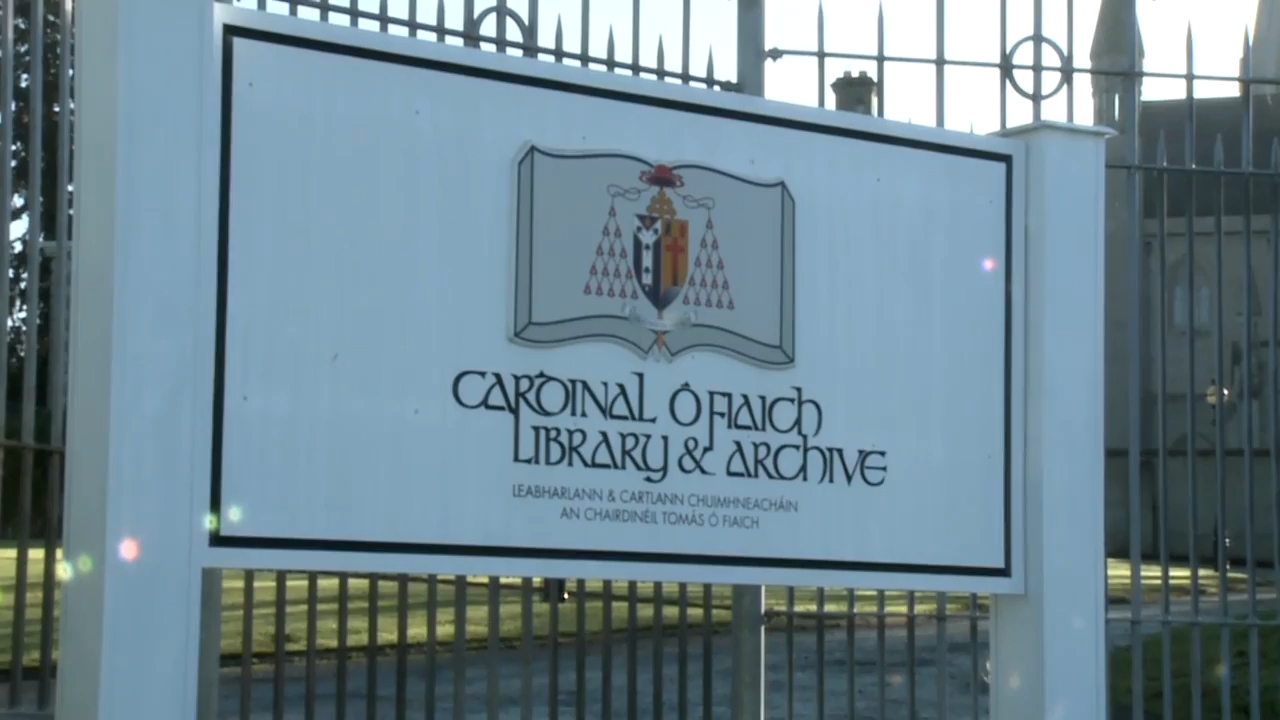 CARDINAL Ó FIAICH
LIBRARY & ARCHIVE
LEABHARLANN & CARTLANN CHUIMHNEACHÁIN
AN CHAIRDINÉIL TOMÁS Ó FIAICH